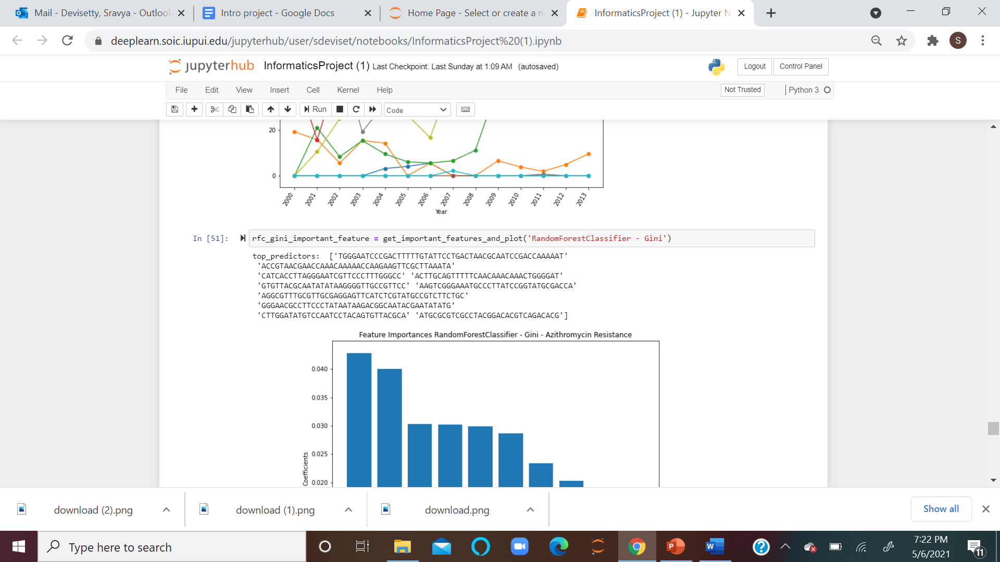 Mail - Devisetty, Sravya - Outlook
Intro project - Google Docs
Home Page - Select or create a n
InformaticsProject (1) - Jupyter N
deeplearn.soic.iupui.edu/jupyterhub/user/sdeviset/notebooks/InformaticsProject%20(1).ipynb
S
jupyterhub InformaticsProject (1) Last Checkpoint: Last Sunday at 1:09 AM (autosaved)
Logout Control Panel
File Edit View Insert Cell Kernel Help
Not Trusted Python 3
Run Code
20
0
2000 2001 2002 2003 2004 2005 2006 2007 2008 2009 2010 2011 2012 2013
Year
In [51]: rfc_gini_important_feature = get_important_features_and_plot('RandomForestClassifier - Gini')
top_predictors: ['TGGGAATCCCGACTTTTTGTATTCCTGACTAACGCAATCCGACCAAAAAT'
'ACCGTAACGAACCAAACAAAAACCAAGAAGTTCGCTTAAATA'
'CATCACCTTAGGGAATCGTTCCCTTTGGGCC' 'ACTTGCAGTTTTTCAACAAACAAACTGGGGAT'
'GTGTTACGCAATATATAAGGGGTTGCCGTTCC' 'AAGTCGGGAAATGCCCTTATCCGGTATGCGACCA'
'AGGCGTTTGCGTTGCGAGGAGTTCATCTCGTATGCCGTCTTCTGC'
'GGGAACGCCTTCCCTATAATAAGACGGCAATACGAATATATG'
'CTTGGATATGTCCAATCCTACAGTGTTACGCA' 'ATGCGCGTCGCCTACGGACACGTCAGACACG']
Feature Importances RandomForestClassifier - Gini - Azithromycin Resistance
0.040
0.035
0.030
0.025
0.020
Coefficients
download (2).png
download (1).png
download.png
Show all
Type here to search
7:22 PM
5/6/2021
11